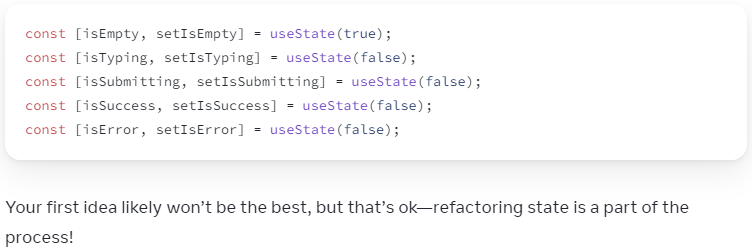 const [isEmpty, setIsEmpty] = useState(true);
const [isTyping, setIsTyping] = useState(false);
const [isSubmitting, setIsSubmitting] = useState(false);
const [isSuccess, setIsSuccess] = useState(false);
const [isError, setIsError] = useState(false);
Your first idea likely won’t be the best, but that’s ok—refactoring state is a part of the
process!